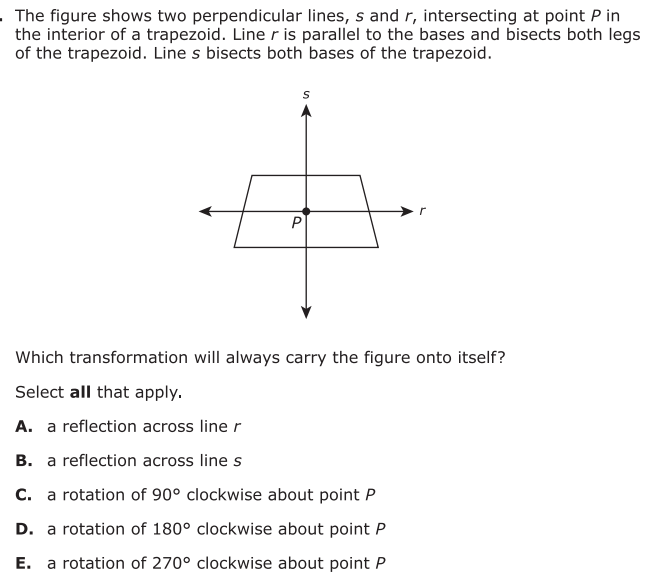 . The figure shows two perpendicular lines, s and r, intersecting at point P in
the interior of a trapezoid. Line r is parallel to the bases and bisects both legs
of the trapezoid. Line s bisects both bases of the trapezoid.
s
r
P
Which transformation will always carry the figure onto itself?
Select all that apply.
A. a reflection across line r
B. a reflection across line s
C. a rotation of 90° clockwise about point P
D. a rotation of 180° clockwise about point P
E. a rotation of 270° clockwise about point P